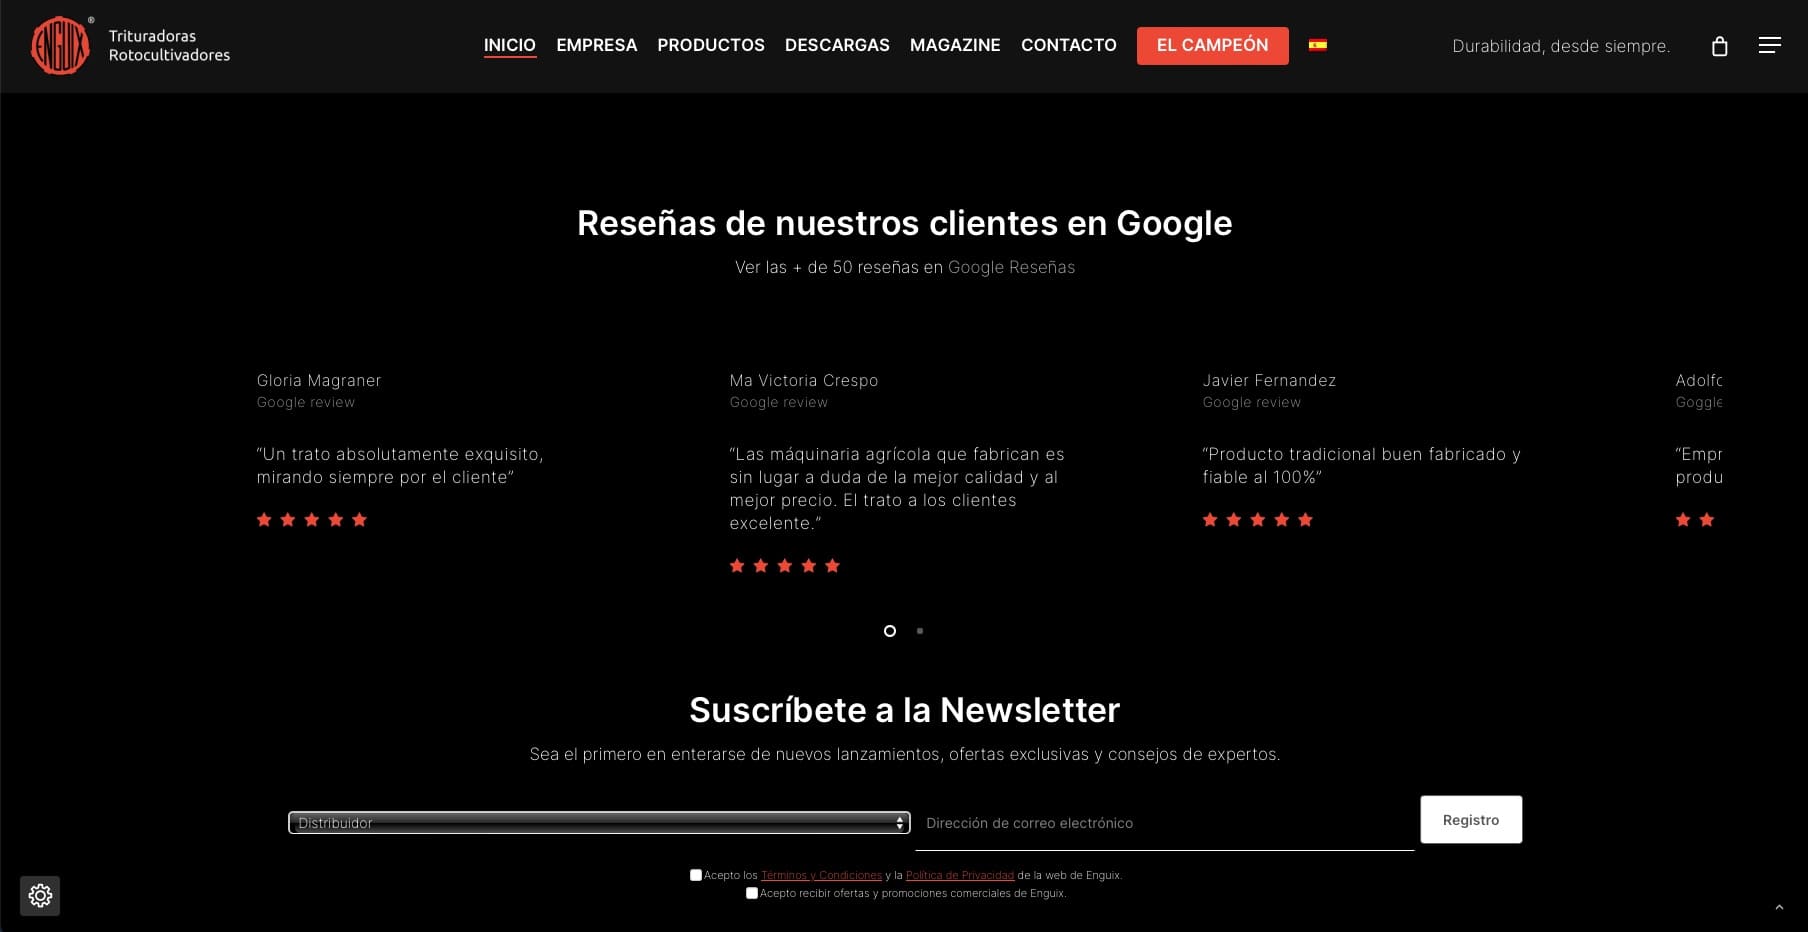 ENGUIX
®
Trituradoras
Rotocultivadores
INICIO EMPRESA PRODUCTOS DESCARGAS MAGAZINE CONTACTO EL CAMPEÓN
Durabilidad, desde siempre.
Reseñas de nuestros clientes en Google
Ver las + de 50 reseñas en Google Reseñas
Gloria Magraner
Google review
“Un trato absolutamente exquisito,
mirando siempre por el cliente”
Ma Victoria Crespo
Google review
“Las máquinaria agrícola que fabrican es
sin lugar a duda de la mejor calidad y al
mejor precio. El trato a los clientes
excelente.”
Javier Fernandez
Google review
“Producto tradicional buen fabricado y
fiable al 100%”
Adolfo
Goggle
“Empr
produ
Suscríbete a la Newsletter
Sea el primero en enterarse de nuevos lanzamientos, ofertas exclusivas y consejos de expertos.
Distribuidor
Dirección de correo electrónico
Registro
Acepto los Términos y Condiciones y la Política de Privacidad de la web de Enguix.
Acepto recibir ofertas y promociones comerciales de Enguix.